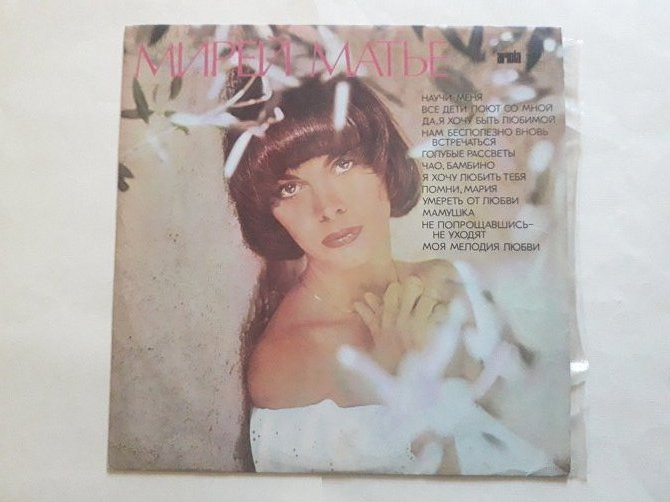 МИРЕЙ МАТЬЕ
ariola
НАУЧИ МЕНЯ
ВСЕ ДЕТИ ПОЮТ СО МНОЙ
ДА, Я ХОЧУ БЫТЬ ЛЮБИМОЙ
НАМ БЕСПОЛЕЗНО ВНОВЬ
ВСТРЕЧАТЬСЯ
ГОЛУБЫЕ РАССВЕТЫ
ЧАО, БАМБИНО
Я ХОЧУ ЛЮБИТЬ ТЕБЯ
ПОМНИ, МАРИЯ
УМЕРЕТЬ ОТ ЛЮБВИ
МАМУШКА
НЕ ПОПРОЩАВШИСЬ—
НЕ УХОДЯТ
МОЯ МЕЛОДИЯ ЛЮБВИ